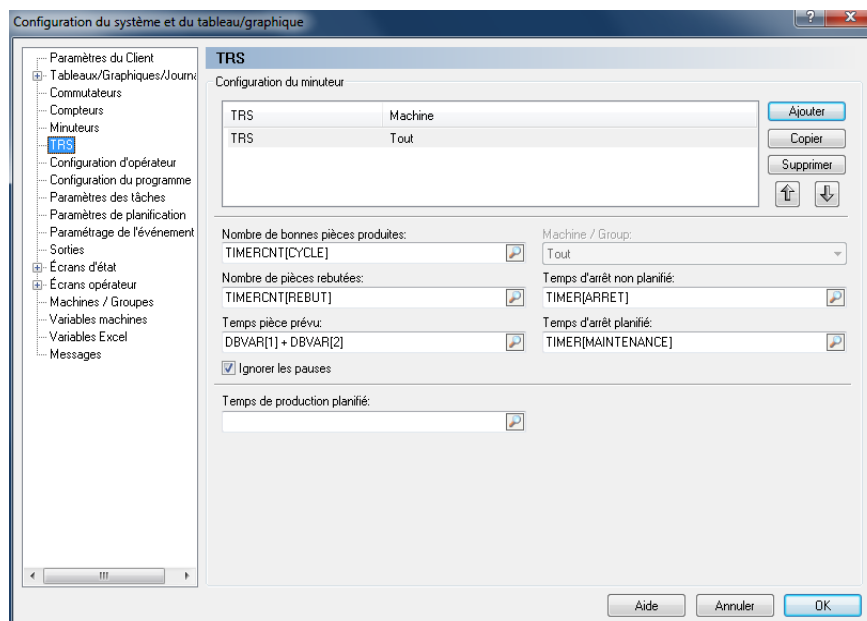 Configuration du système et du tableau/graphique
Paramètres du Client
Tableaux/Graphiques/Journa
Commutateurs
Compteurs
Minuteurs
TRS
Configuration d'opérateur
Configuration du programme
Paramètres des tâches
Paramètres de planification
Paramétrage de l'événement
Sorties
Écrans d'état
Écrans opérateur
Machines / Groupes
Variables machines
Variables Excel
Messages
TRS
Configuration du minuteur
TRS Machine
TRS Tout
Ajouter
Copier
Supprimer
Nombre de bonnes pièces produites: Machine / Group:
TIMERCNT[CYCLE] Tout
Nombre de pièces rebutées: Temps d'arrêt non planifié:
TIMERCNT[REBUT] TIMER[ARRET]
Temps pièce prévu: Temps d'arrêt planifié:
DBVAR[1] + DBVAR[2] TIMER[MAINTENANCE]
Ignorer les pauses
Temps de production planifié:
Aide Annuler OK